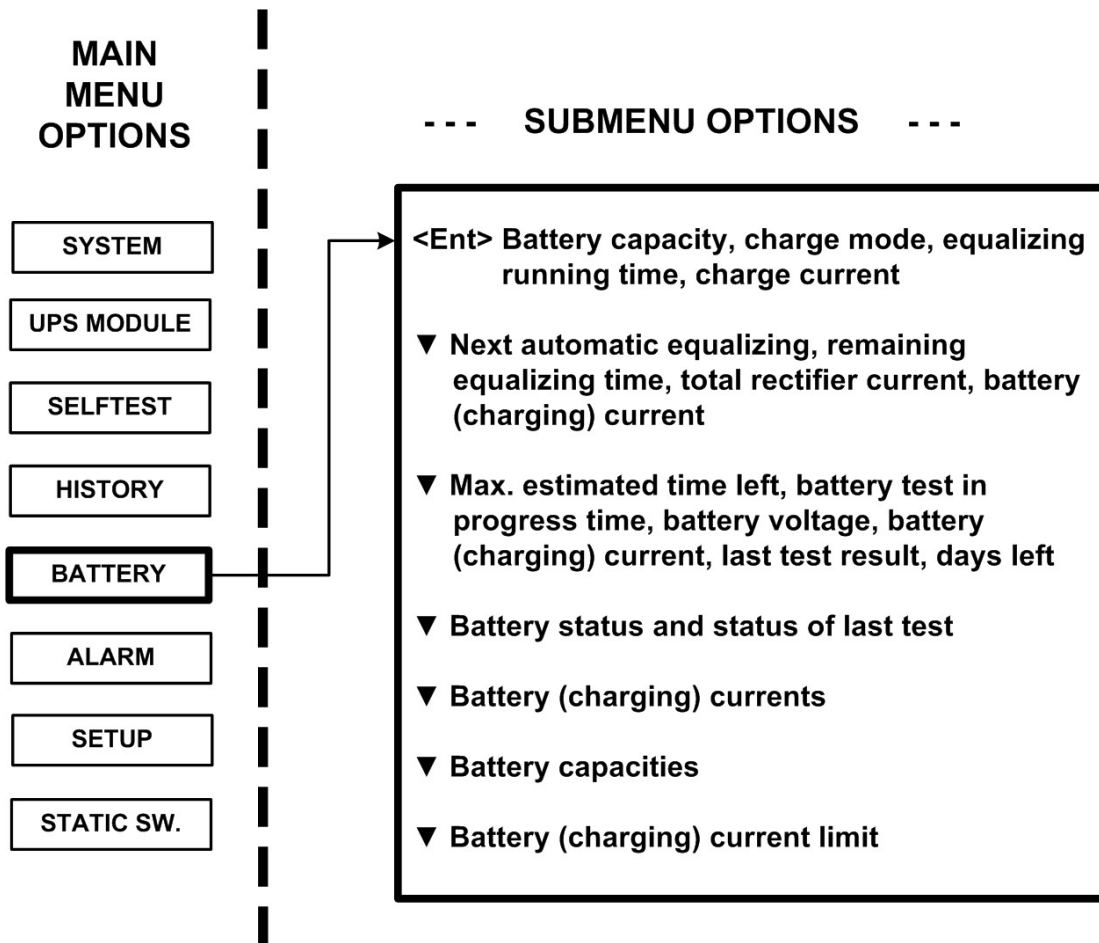 MAIN
MENU
OPTIONS
SYSTEM
UPS MODULE
SELFTEST
HISTORY
BATTERY
ALARM
SETUP
STATIC SW.
- - - SUBMENU OPTIONS - - -
<Ent> Battery capacity, charge mode, equalizing
running time, charge current
▼ Next automatic equalizing, remaining
equalizing time, total rectifier current, battery
(charging) current
▼ Max. estimated time left, battery test in
progress time, battery voltage, battery
(charging) current, last test result, days left
▼ Battery status and status of last test
▼ Battery (charging) currents
▼ Battery capacities
▼ Battery (charging) current limit